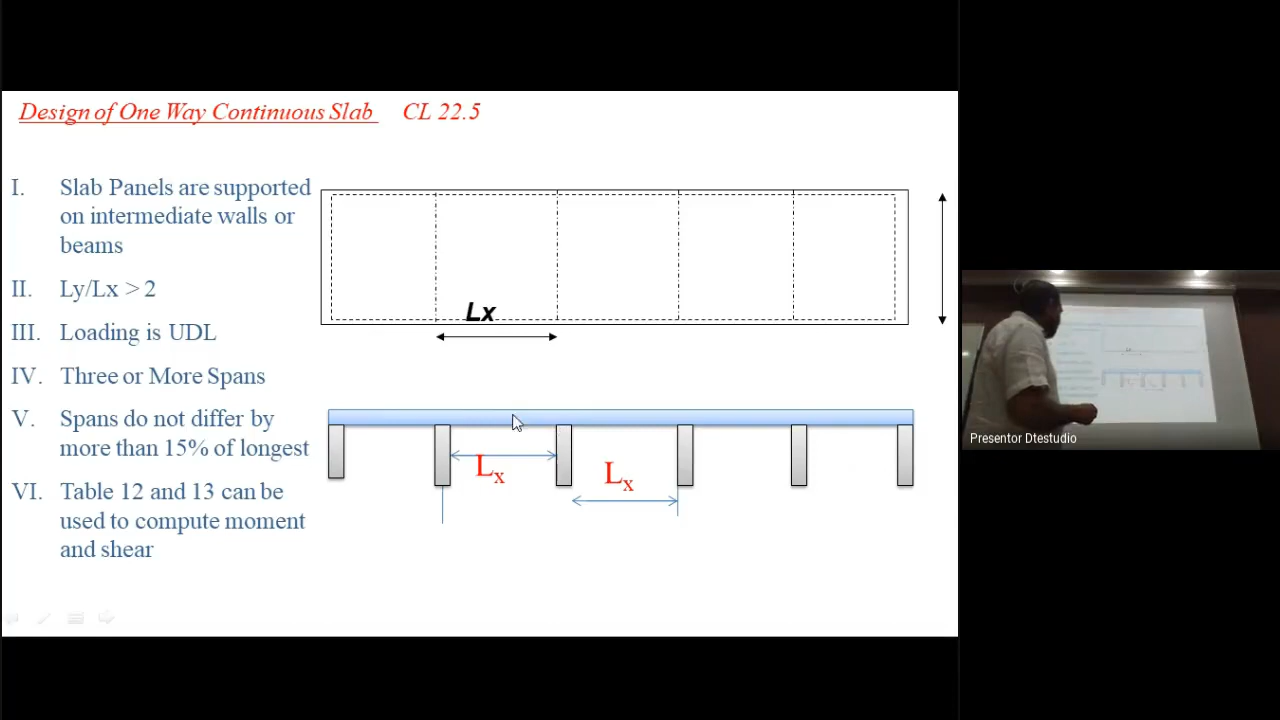 Design of One Way Continuous Slab CL 22.5
I. Slab Panels are supported
on intermediate walls or
beams
II. Ly/Lx > 2
III. Loading is UDL
IV. Three or More Spans
V. Spans do not differ by
more than 15% of longest
VI. Table 12 and 13 can be
used to compute moment
and shear
Lx
Lx
Lx
Presentor Dtestudio